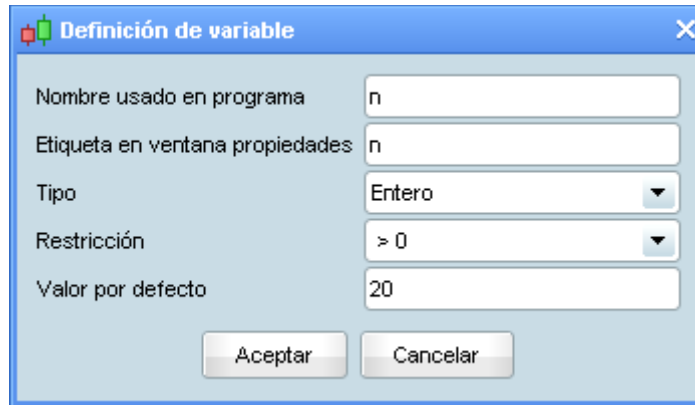 Definición de variable
Nombre usado en programa n
Etiqueta en ventana propiedades n
Tipo Entero
Restricción > 0
Valor por defecto 20
Aceptar Cancelar